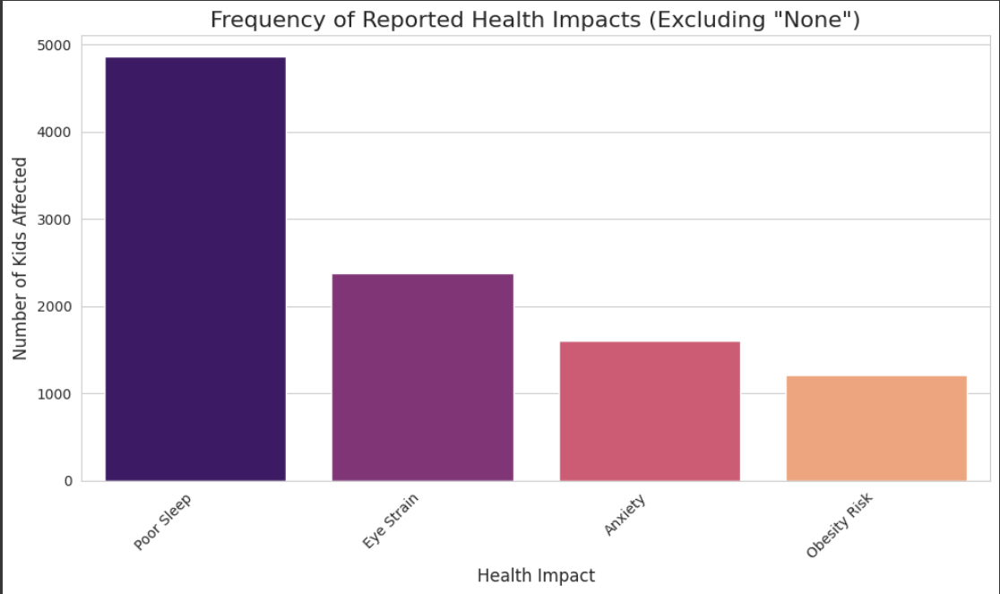 Frequency of Reported Health Impacts (Excluding "None")
5000
4000
3000
2000
1000
0
Number of Kids Affected
Poor Sleep
Eye Strain
Anxiety
Obesity Risk
Health Impact